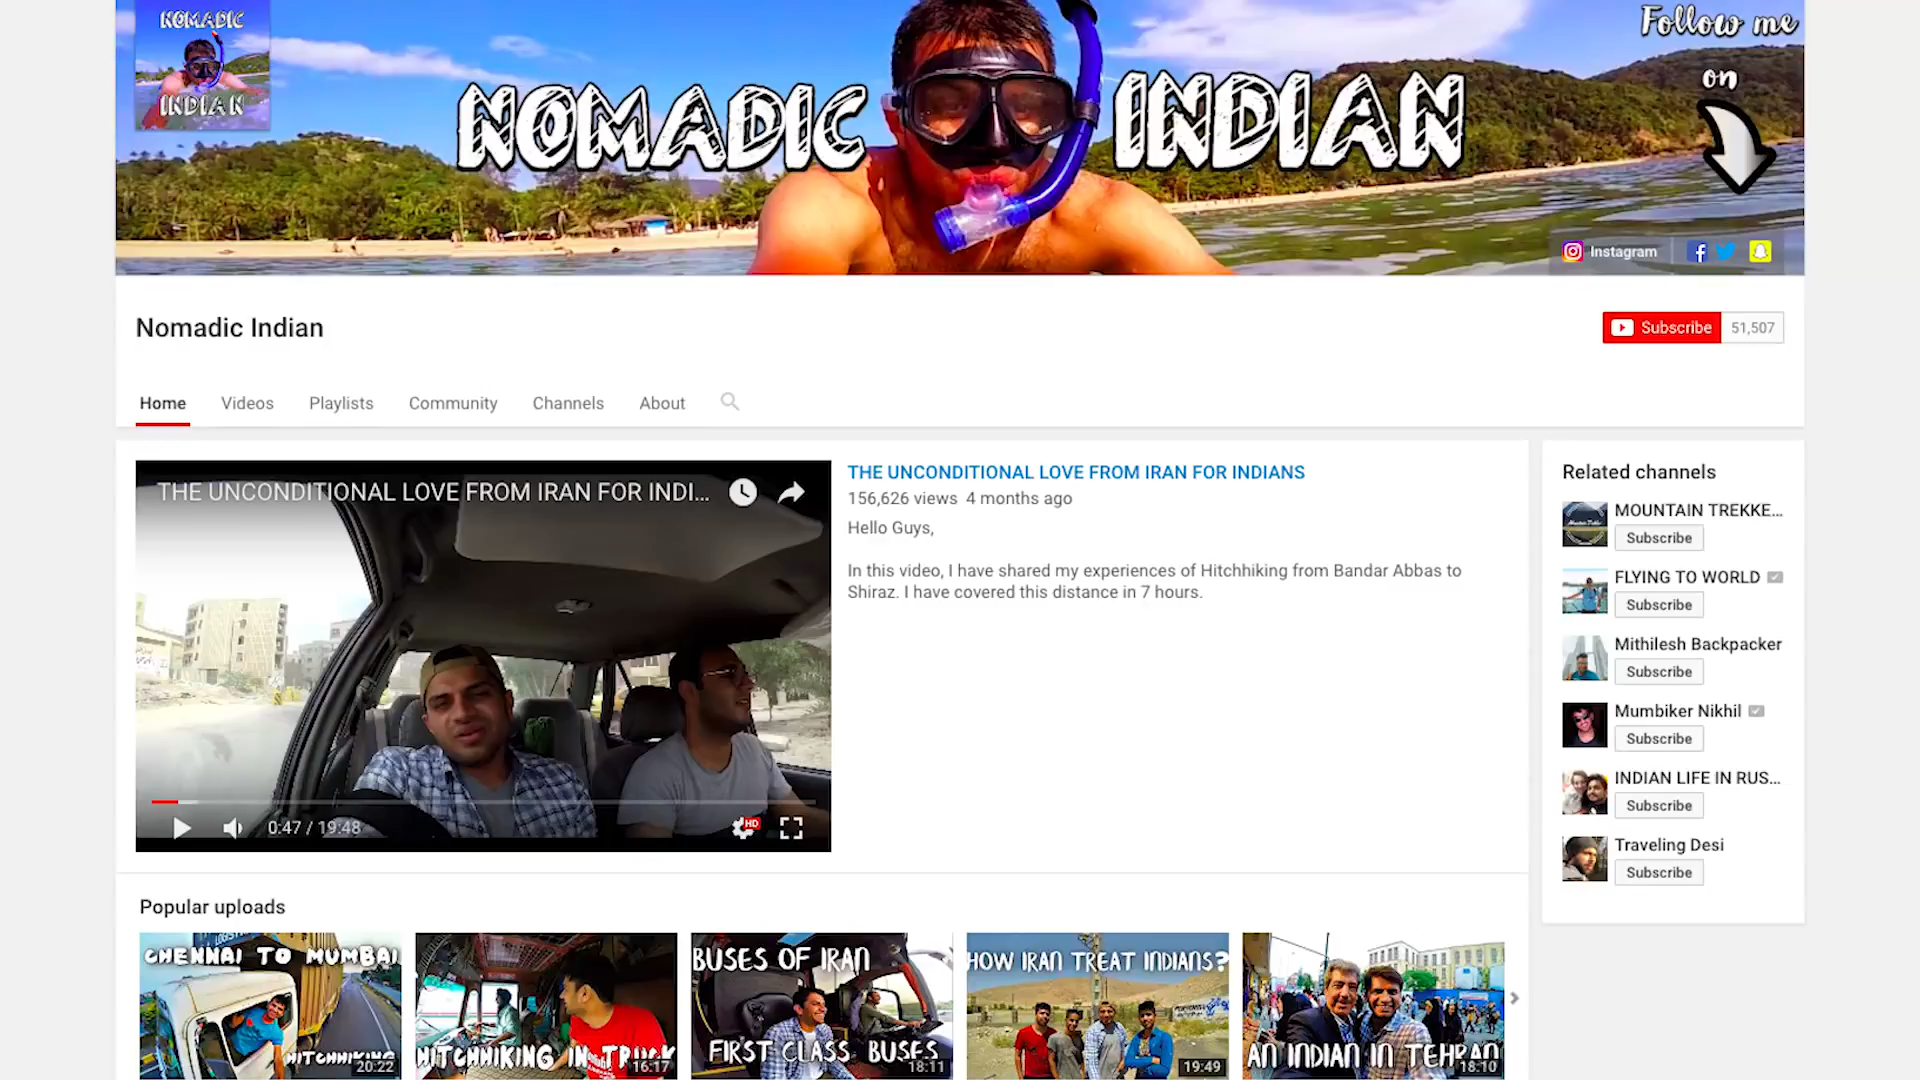 NOMADIC
INDIAN
NOMADIC INDIAN
Follow me
on
Instagram
Nomadic Indian
Subscribe 51,507
Home Videos Playlists Community Channels About
THE UNCONDITIONAL LOVE FROM IRAN FOR INDI...
0:47 / 19:48
HD
THE UNCONDITIONAL LOVE FROM IRAN FOR INDIANS
156,626 views 4 months ago
Hello Guys,
In this video, I have shared my experiences of Hitchhiking from Bandar Abbas to
Shiraz. I have covered this distance in 7 hours.
Related channels
MOUNTAIN TREKKE...
Subscribe
FLYING TO WORLD
Subscribe
Mithilesh Backpacker
Subscribe
Mumbiker Nikhil
Subscribe
INDIAN LIFE IN RUS...
Subscribe
Traveling Desi
Subscribe
Popular uploads
CHENNAI TO MUMBAI
HITCHHIKING
20:22
HITCHHIKING IN TRUCK
16:17
BUSES OF IRAN
FIRST CLASS BUSES
18:11
HOW IRAN TREAT INDIANS?
19:49
AN INDIAN IN TEHRAN
18:10